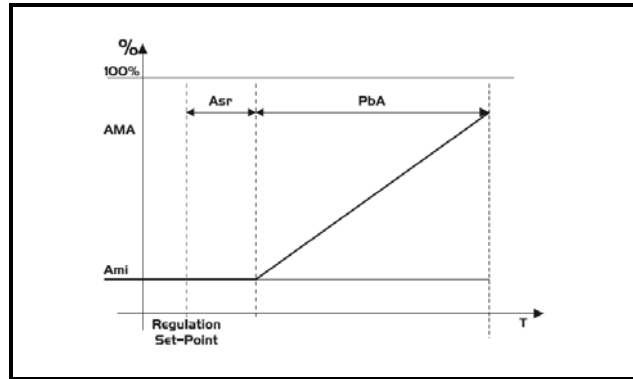 %
100%
Asr
PbA
AMA
Ami
Regulation
Set-Point
T